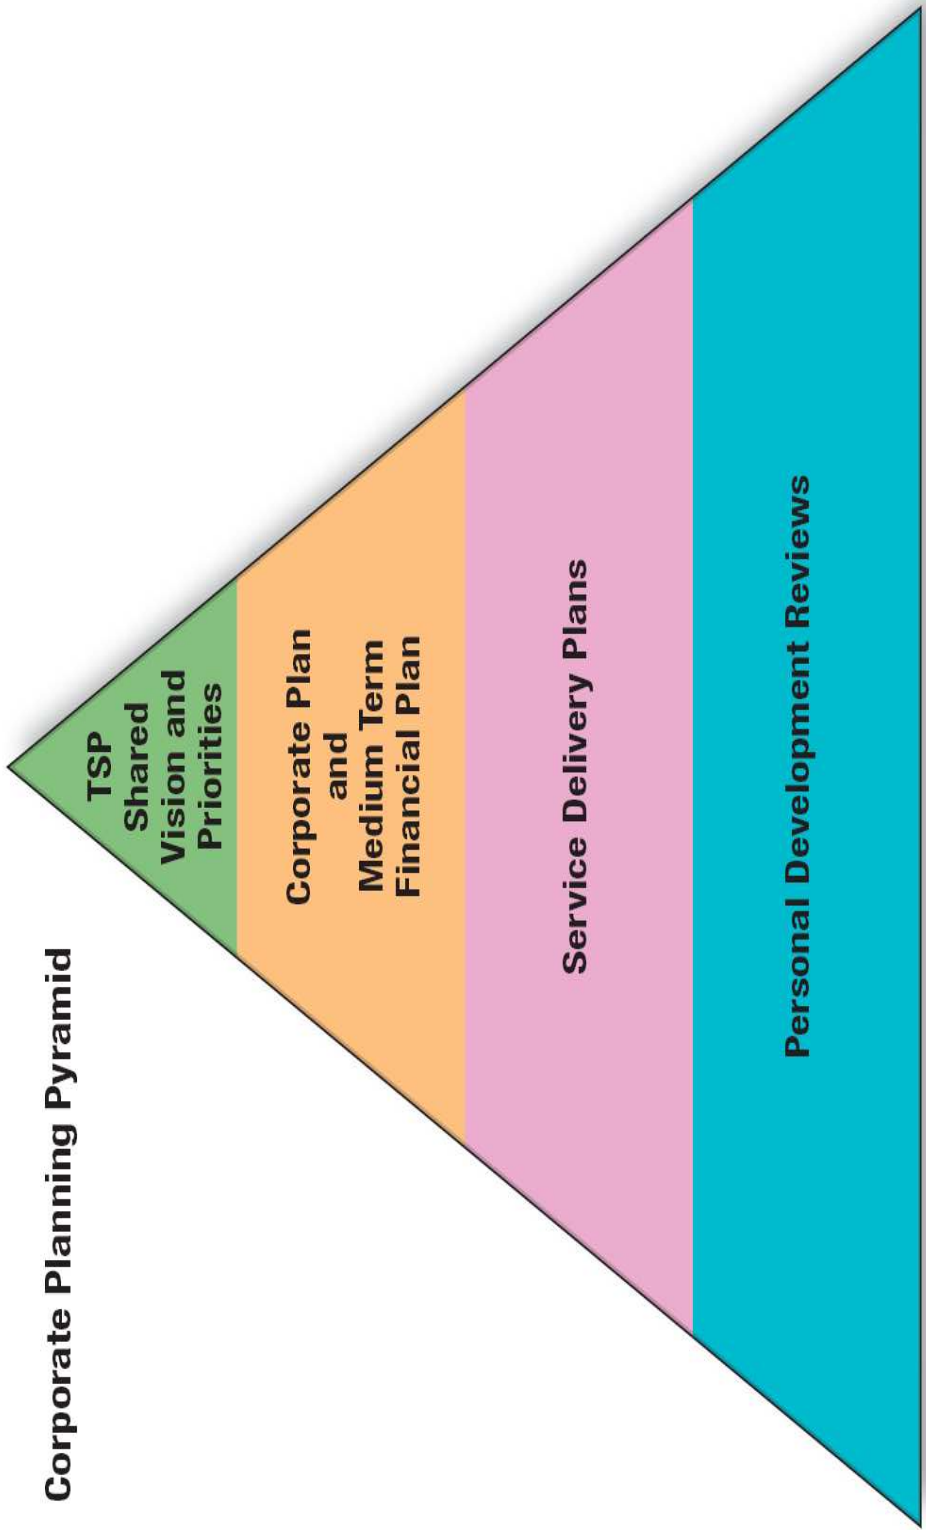 Corporate Planning Pyramid
TSP
Shared
Vision and
Priorities
Corporate Plan
and
Medium Term
Financial Plan
Service Delivery Plans
Personal Development Reviews